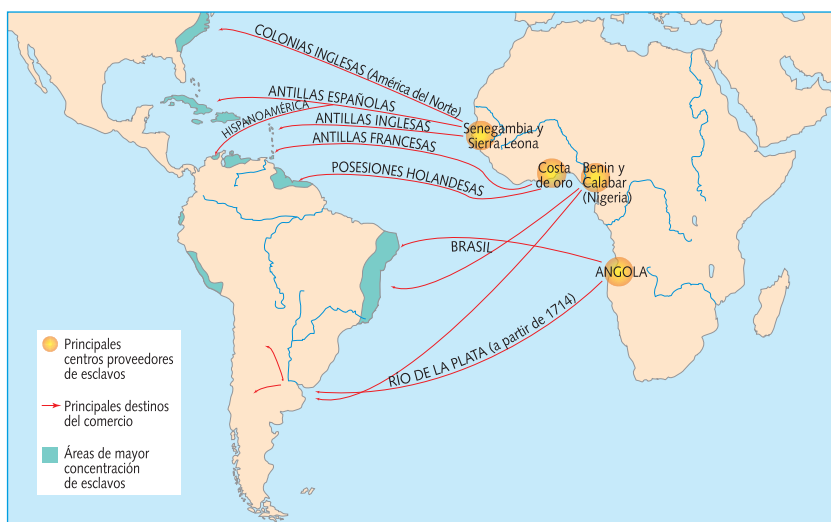 COLONIAS INGLESAS (América del Norte)
ANTILLAS ESPAÑOLAS
HISPANOAMÉRICA
ANTILLAS INGLESAS
ANTILLAS FRANCESAS
POSESIONES HOLANDESAS
Senegambia y
Sierra Leona
Costa
de oro
Benin y
Calabar
(Nigeria)
BRASIL
ANGOLA
RÍO DE LA PLATA (a partir de 1714)
Principales
centros proveedores
de esclavos
Principales destinos
del comercio
Áreas de mayor
concentración
de esclavos